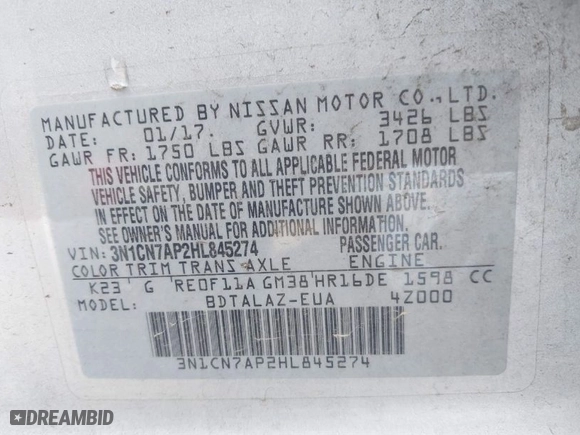 MANUFACTURED BY NISSAN MOTOR CO.,LTD.
DATE: 01/17. GVWR: 3426 LBS
GAWR FR: 1750 LBS GAWR RR: 1708 LBS
THIS VEHICLE CONFORMS TO ALL APPLICABLE FEDERAL MOTOR
VEHICLE SAFETY, BUMPER AND THEFT PREVENTION STANDARDS
IN EFFECT ON THE DATE OF MANUFACTURE SHOWN ABOVE.
SEE OWNER'S MANUAL FOR ADDITIONAL INFORMATION.
VIN: 3N1CN7AP2HL845274 PASSENGER CAR.
COLOR TRIM TRANS AXLE ENGINE
K23 G RE0F11A GM38 HR16DE 1598 CC
MODEL: BDTALAZ-EUA 4Z000
3N1CN7AP2HL845274
DREAMBID